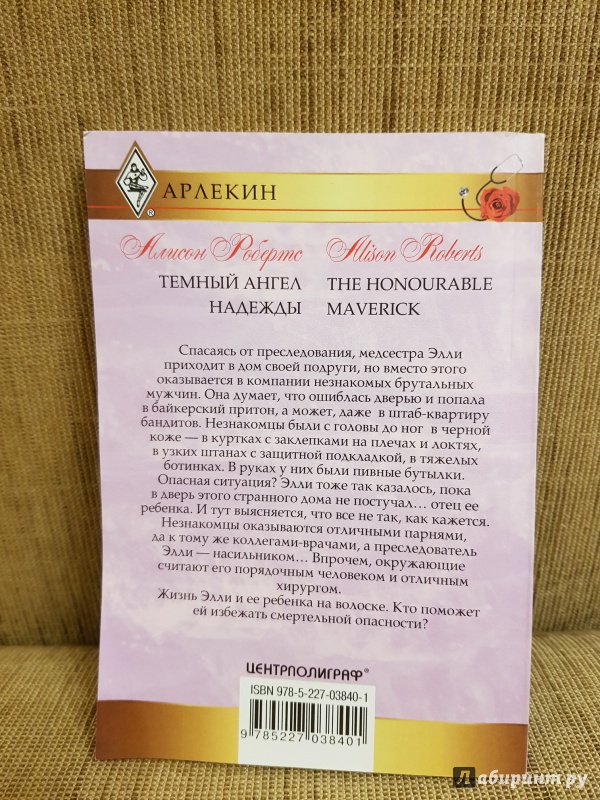 АРЛЕКИН
®
Алисон Робертс
Alison Roberts
ТЕМНЫЙ АНГЕЛ
НАДЕЖДЫ
THE HONOURABLE
MAVERICK
Спасаясь от преследования, медсестра Элли
приходит в дом своей подруги, но вместо этого
оказывается в компании незнакомых брутальных
мужчин. Она думает, что ошиблась дверью и попала
в байкерский притон, а может, даже в штаб-квартиру
бандитов. Незнакомцы были с головы до ног в черной
коже — в куртках с заклепками на плечах и локтях,
в узких штанах с защитной подкладкой, в тяжелых
ботинках. В руках у них были пивные бутылки.
Опасная ситуация? Элли тоже так казалось, пока
в дверь этого странного дома не постучал... отец ее
ребенка. И тут выясняется, что все не так, как кажется.
Незнакомцы оказываются отличными парнями,
да к тому же коллегами-врачами, а преследователь
Элли — насильником... Впрочем, окружающие
считают его порядочным человеком и отличным
хирургом.
Жизнь Элли и ее ребенка на волоске. Кто поможет
ей избежать смертельной опасности?
ЦЕНТРПОЛИГРАФ®
ISBN 978-5-227-03840-1
9 785227 038401
Лабиринт.ру